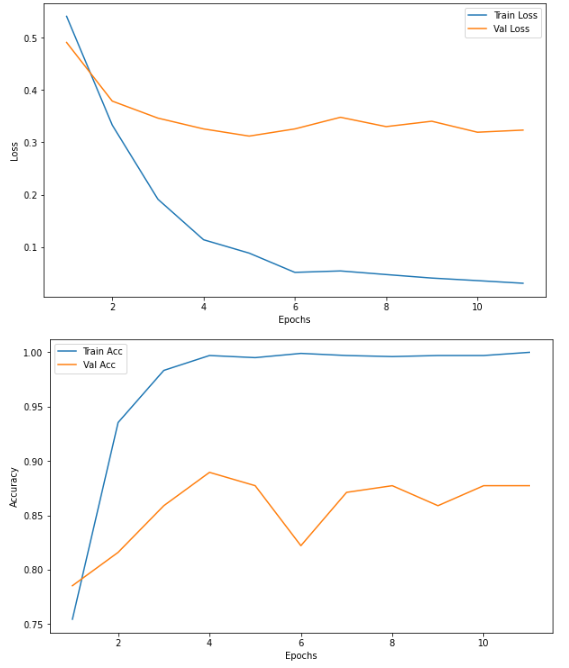 Train Loss
Val Loss
0.5
0.4
0.3
0.2
0.1
Loss
2 4 6 8 10
Epochs
Train Acc
Val Acc
1.00
0.95
0.90
0.85
0.80
0.75
Accuracy
2 4 6 8 10
Epochs